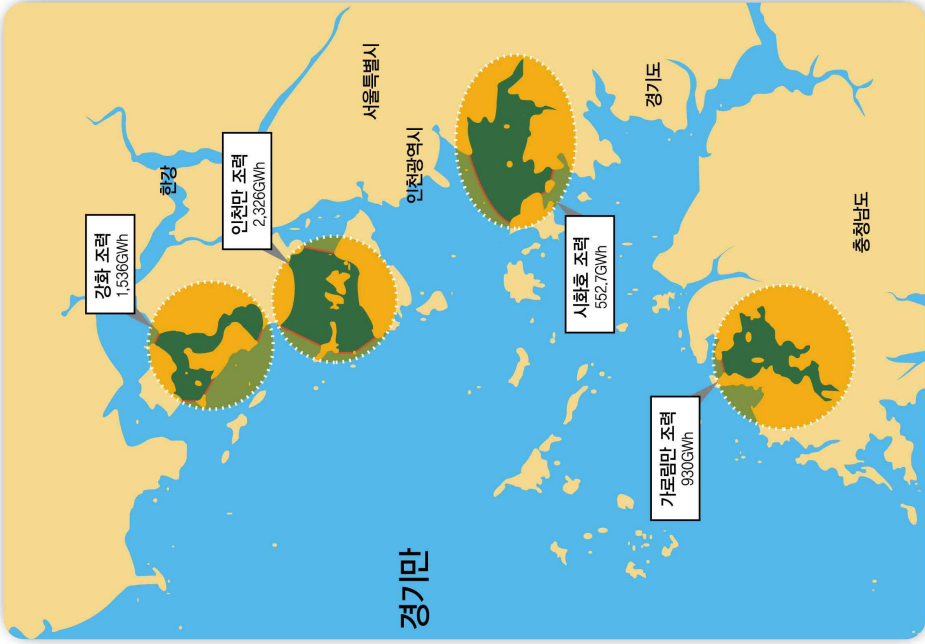 한강
서울특별시
강화 조력
1,536GWh
인천만 조력
2,326GWh
인천광역시
경기도
시화호 조력
552.7GWh
충청남도
가로림만 조력
930GWh
경기만